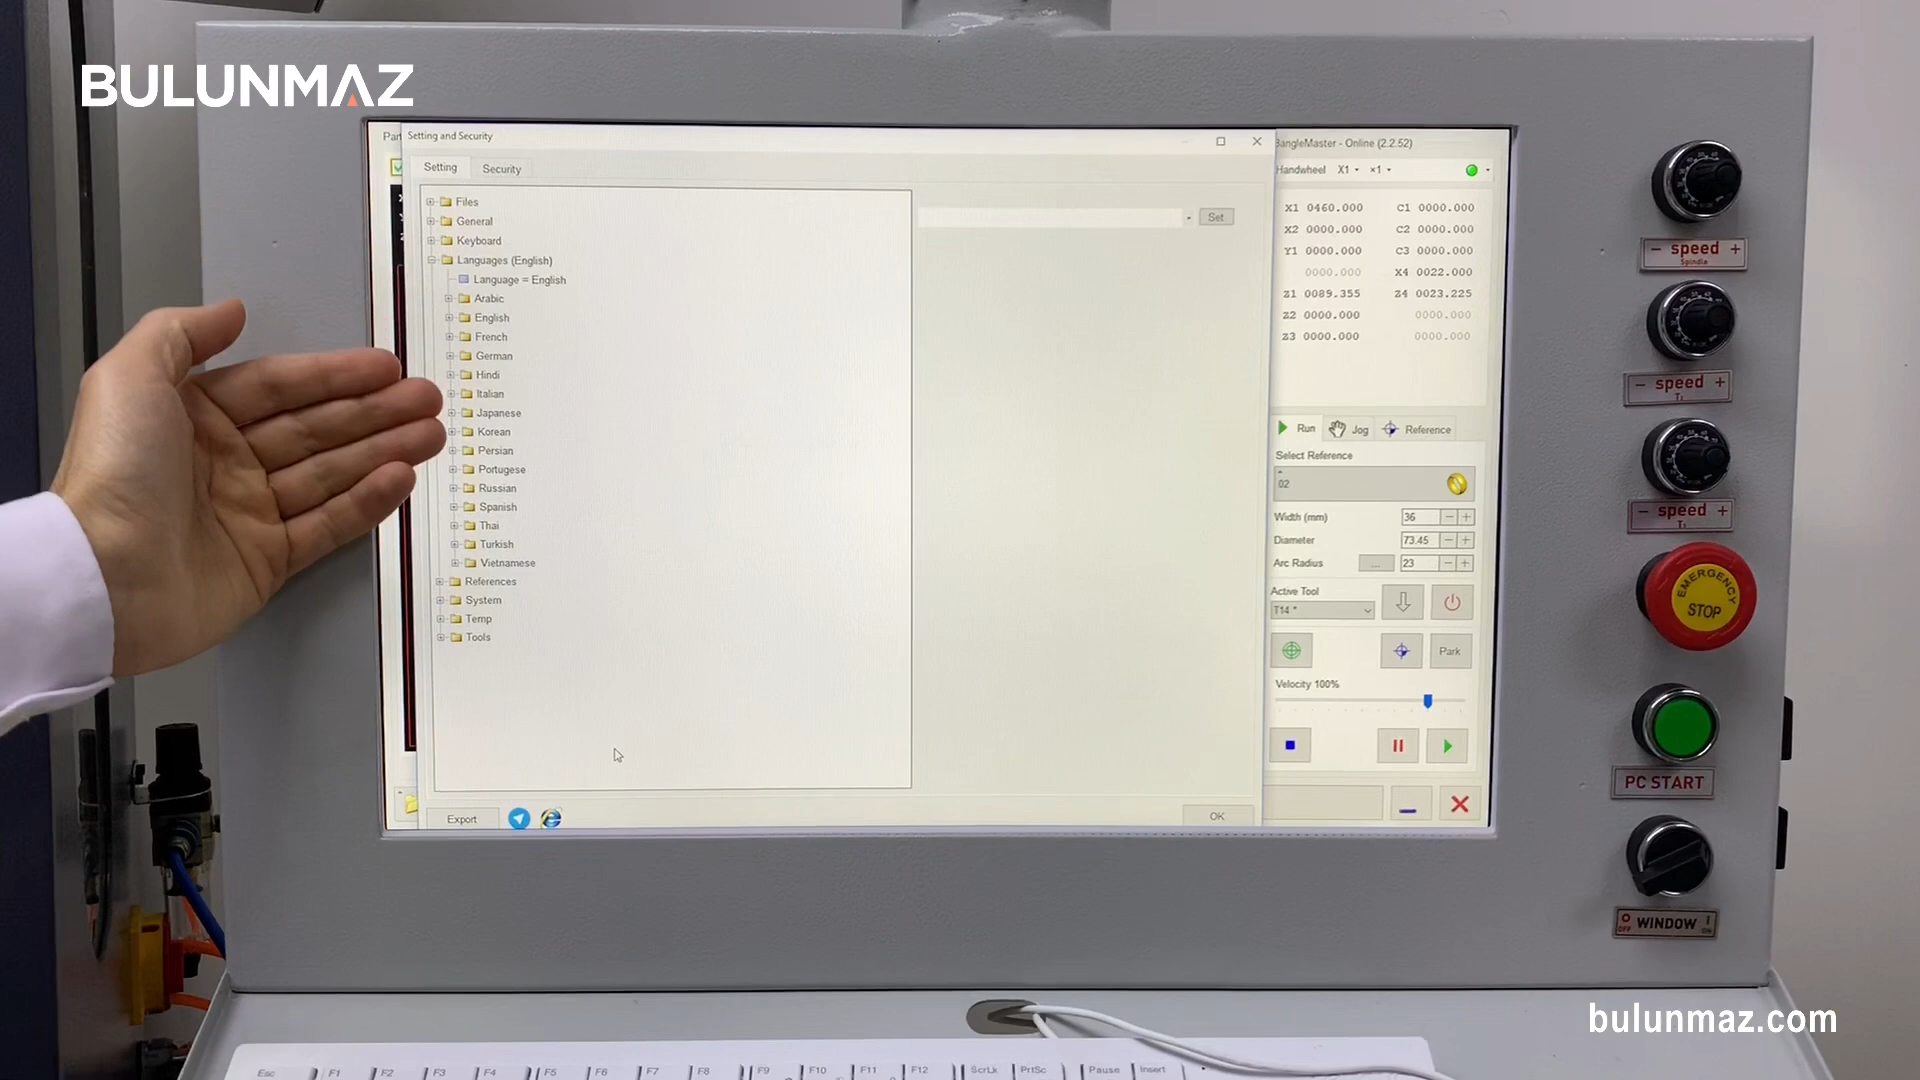 BULUNMAZ
Setting and Security
Setting
Security
Files
General
Keyboard
Languages (English)
Language = English
Arabic
English
French
German
Hindi
Italian
Japanese
Korean
Persian
Portugese
Russian
Spanish
Thai
Turkish
Vietnamese
References
System
Temp
Tools
Set
Export
OK
BangleMaster - Online (2.2.52)
Handwheel X1 ×1
X1 0460.000 C1 0000.000
X2 0000.000 C2 0000.000
Y1 0000.000 C3 0000.000
0000.000 X4 0022.000
Z1 0089.355 Z4 0023.225
Z2 0000.000 0000.000
Z3 0000.000 0000.000
Run Jog Reference
Select Reference
02
Width (mm) 36 − +
Diameter 73.45 − +
Arc Radius ... 23 − +
Active Tool
T14 *
Park
Velocity 100%
− speed +
Spindle
− speed +
− speed +
EMERGENCY
STOP
PC START
O OFF WINDOW I ON
bulunmaz.com
Esc F1 F2 F3 F4 F5 F6 F7 F8 F9 F10 F11 F12 ScrLk PrtSc Pause Insert